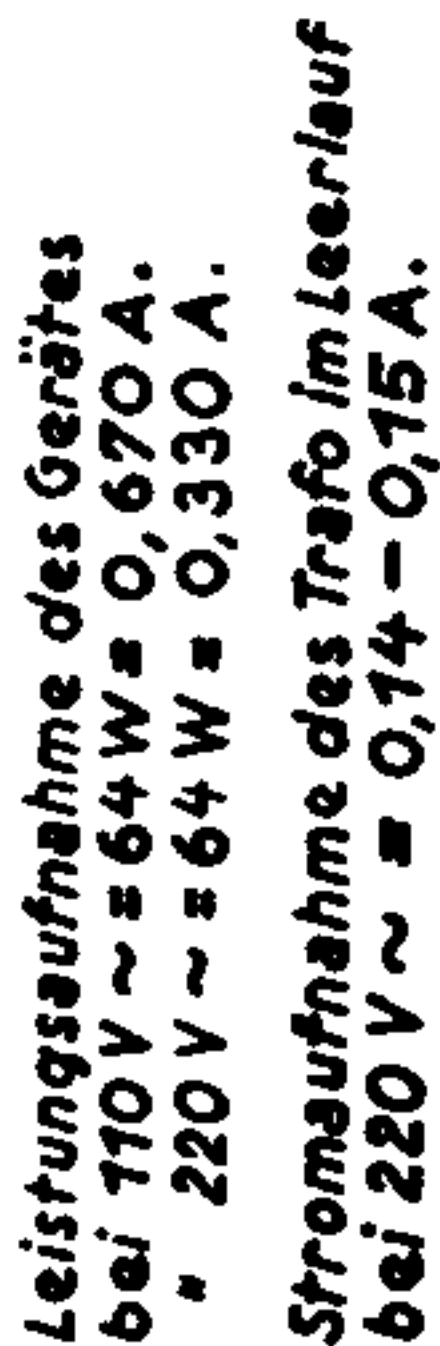 Leistungsaufnahme des Gerätes
bei 110 V ~ = 64 W = 0,670 A.
" 220 V ~ = 64 W = 0,330 A.
Stromaufnahme des Trafo im Leerlauf
bei 220 V ~ = 0,14 - 0,15 A.